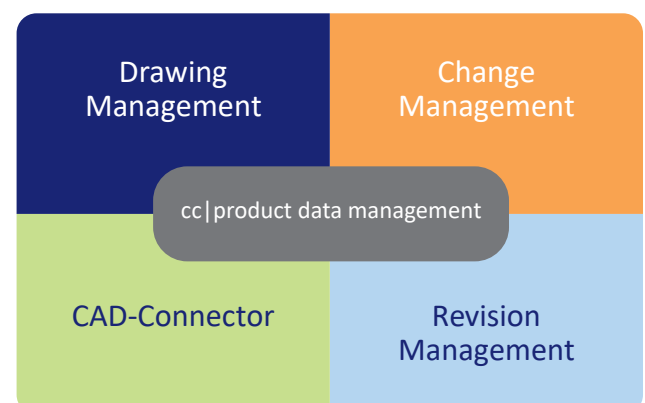 Drawing
Management
Change
Management
cc|product data management
CAD-Connector
Revision
Management